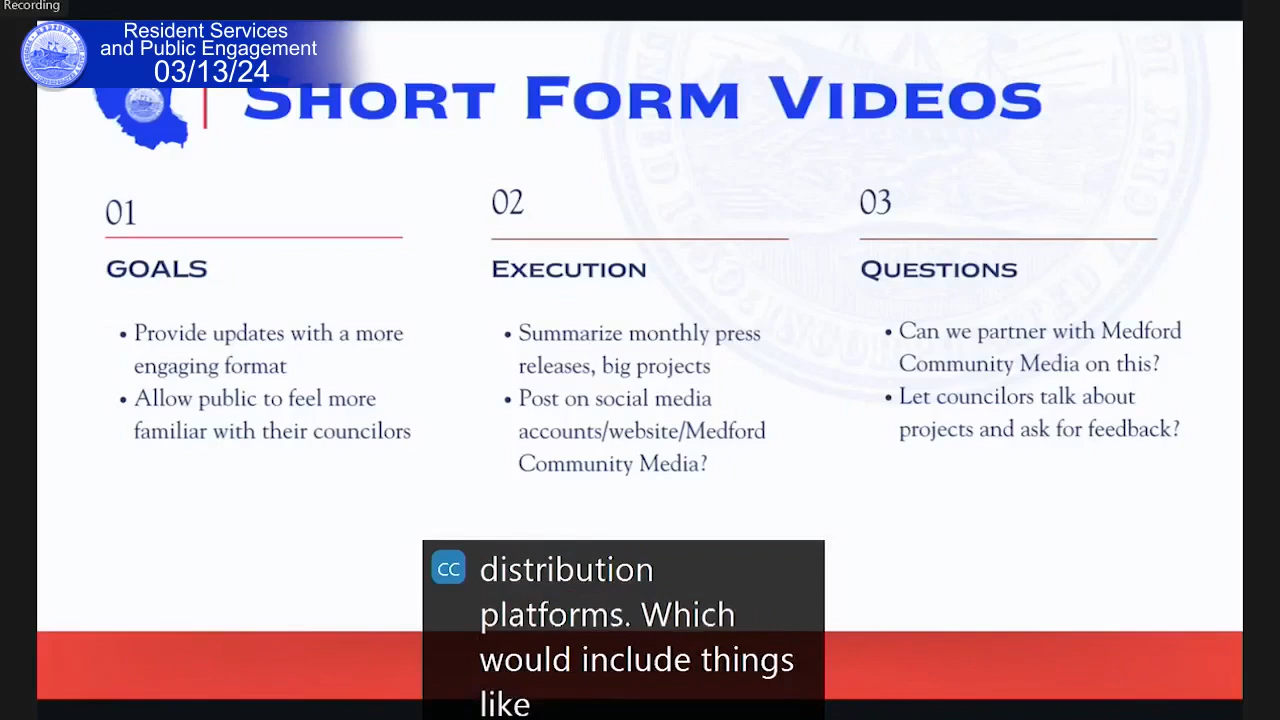 Recording
Resident Services
and Public Engagement
03/13/24
SHORT FORM VIDEOS
01
GOALS
• Provide updates with a more
engaging format
• Allow public to feel more
familiar with their councilors
02
EXECUTION
• Summarize monthly press
releases, big projects
• Post on social media
accounts/website/Medford
Community Media?
03
QUESTIONS
• Can we partner with Medford
Community Media on this?
• Let councilors talk about
projects and ask for feedback?
CC
distribution
platforms. Which
would include things
like